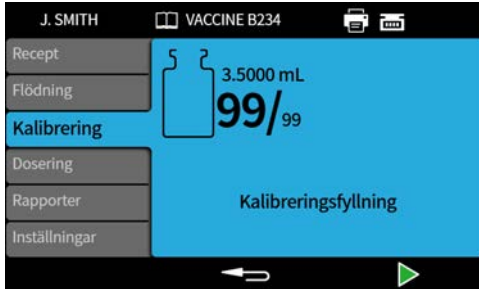 J. SMITH
VACCINE B234
Recept
Flödning
Kalibrering
Dosering
Rapporter
Inställningar
3.5000 mL
99/99
Kalibreringsfyllning